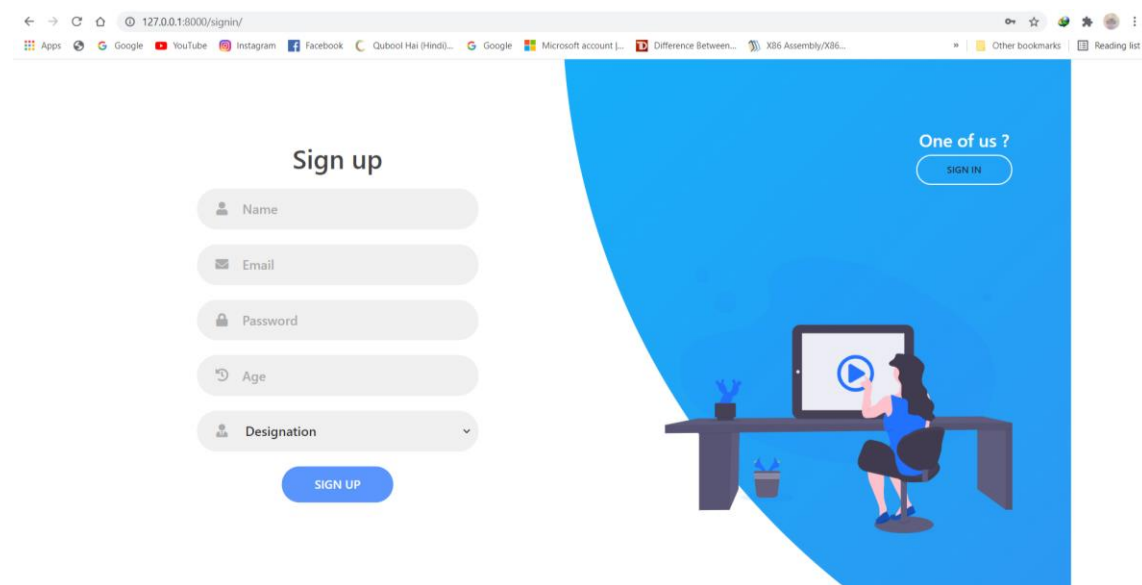 127.0.0.1:8000/signin/
Apps Google YouTube Instagram Facebook Qubool Hai (Hindi)... Google Microsoft account |... Difference Between... X86 Assembly/X86... » Other bookmarks Reading list
One of us ?
SIGN IN
Sign up
Name
Email
Password
Age
Designation
SIGN UP